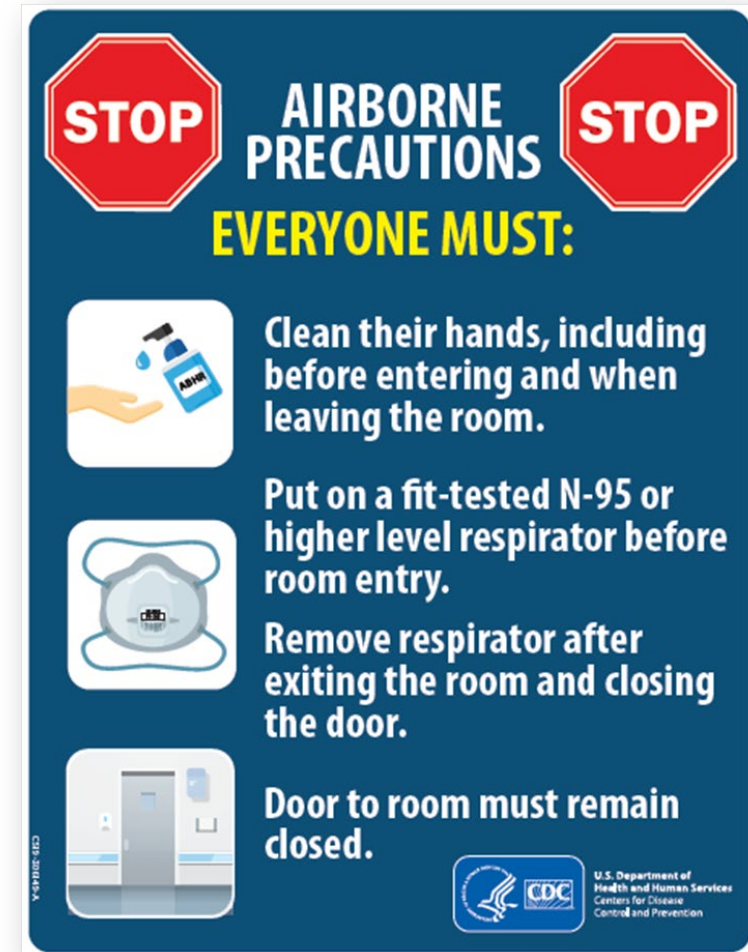 STOP
AIRBORNE
PRECAUTIONS
STOP
EVERYONE MUST:
ABHR
Clean their hands, including
before entering and when
leaving the room.
Put on a fit-tested N-95 or
higher level respirator before
room entry.
Remove respirator after
exiting the room and closing
the door.
Door to room must remain
closed.
CDC
U.S. Department of
Health and Human Services
Centers for Disease
Control and Prevention